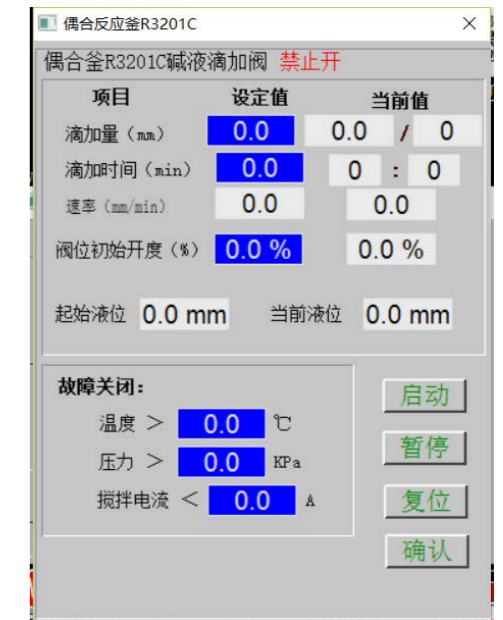 偶合反应釜R3201C
偶合釜R3201C碱液滴加阀 禁止开
项目 设定值 当前值
滴加量（mm） 0.0 0.0 / 0
滴加时间（min） 0.0 0 : 0
速率（mm/min） 0.0 0.0
阀位初始开度（%） 0.0 % 0.0 %
起始液位 0.0 mm 当前液位 0.0 mm
故障关闭：
温度 > 0.0 ℃
压力 > 0.0 KPa
搅拌电流 < 0.0 A
启动
暂停
复位
确认